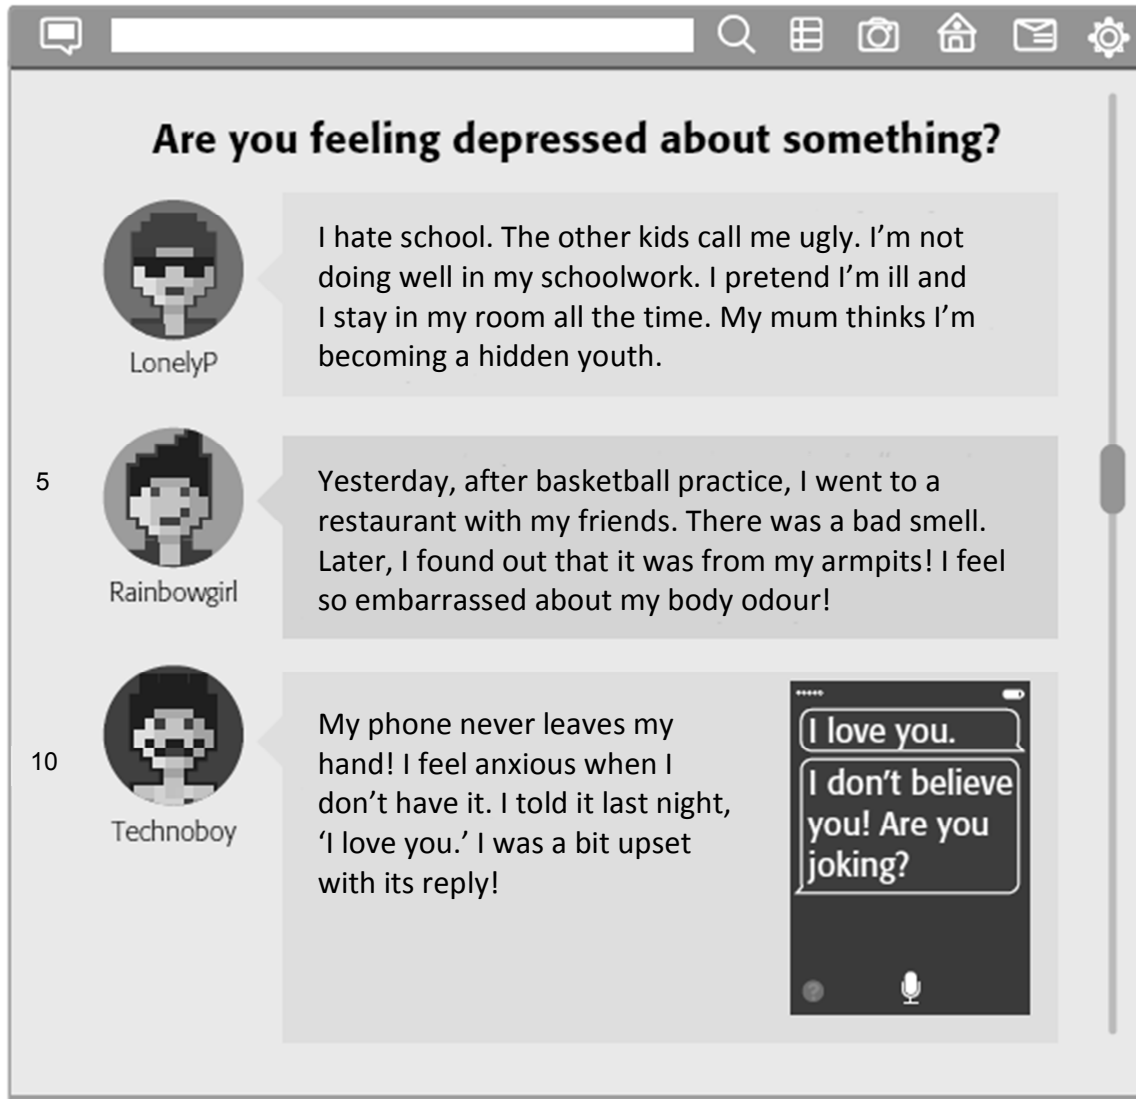 Are you feeling depressed about something?
I hate school. The other kids call me ugly. I'm not
doing well in my schoolwork. I pretend I'm ill and
I stay in my room all the time. My mum thinks I'm
becoming a hidden youth.
LonelyP
5
Yesterday, after basketball practice, I went to a
restaurant with my friends. There was a bad smell.
Later, I found out that it was from my armpits! I feel
so embarrassed about my body odour!
Rainbowgirl
10
My phone never leaves my
hand! I feel anxious when I
don't have it. I told it last night,
‘I love you.’ I was a bit upset
with its reply!
Technoboy
I love you.
I don't believe
you! Are you
joking?
?